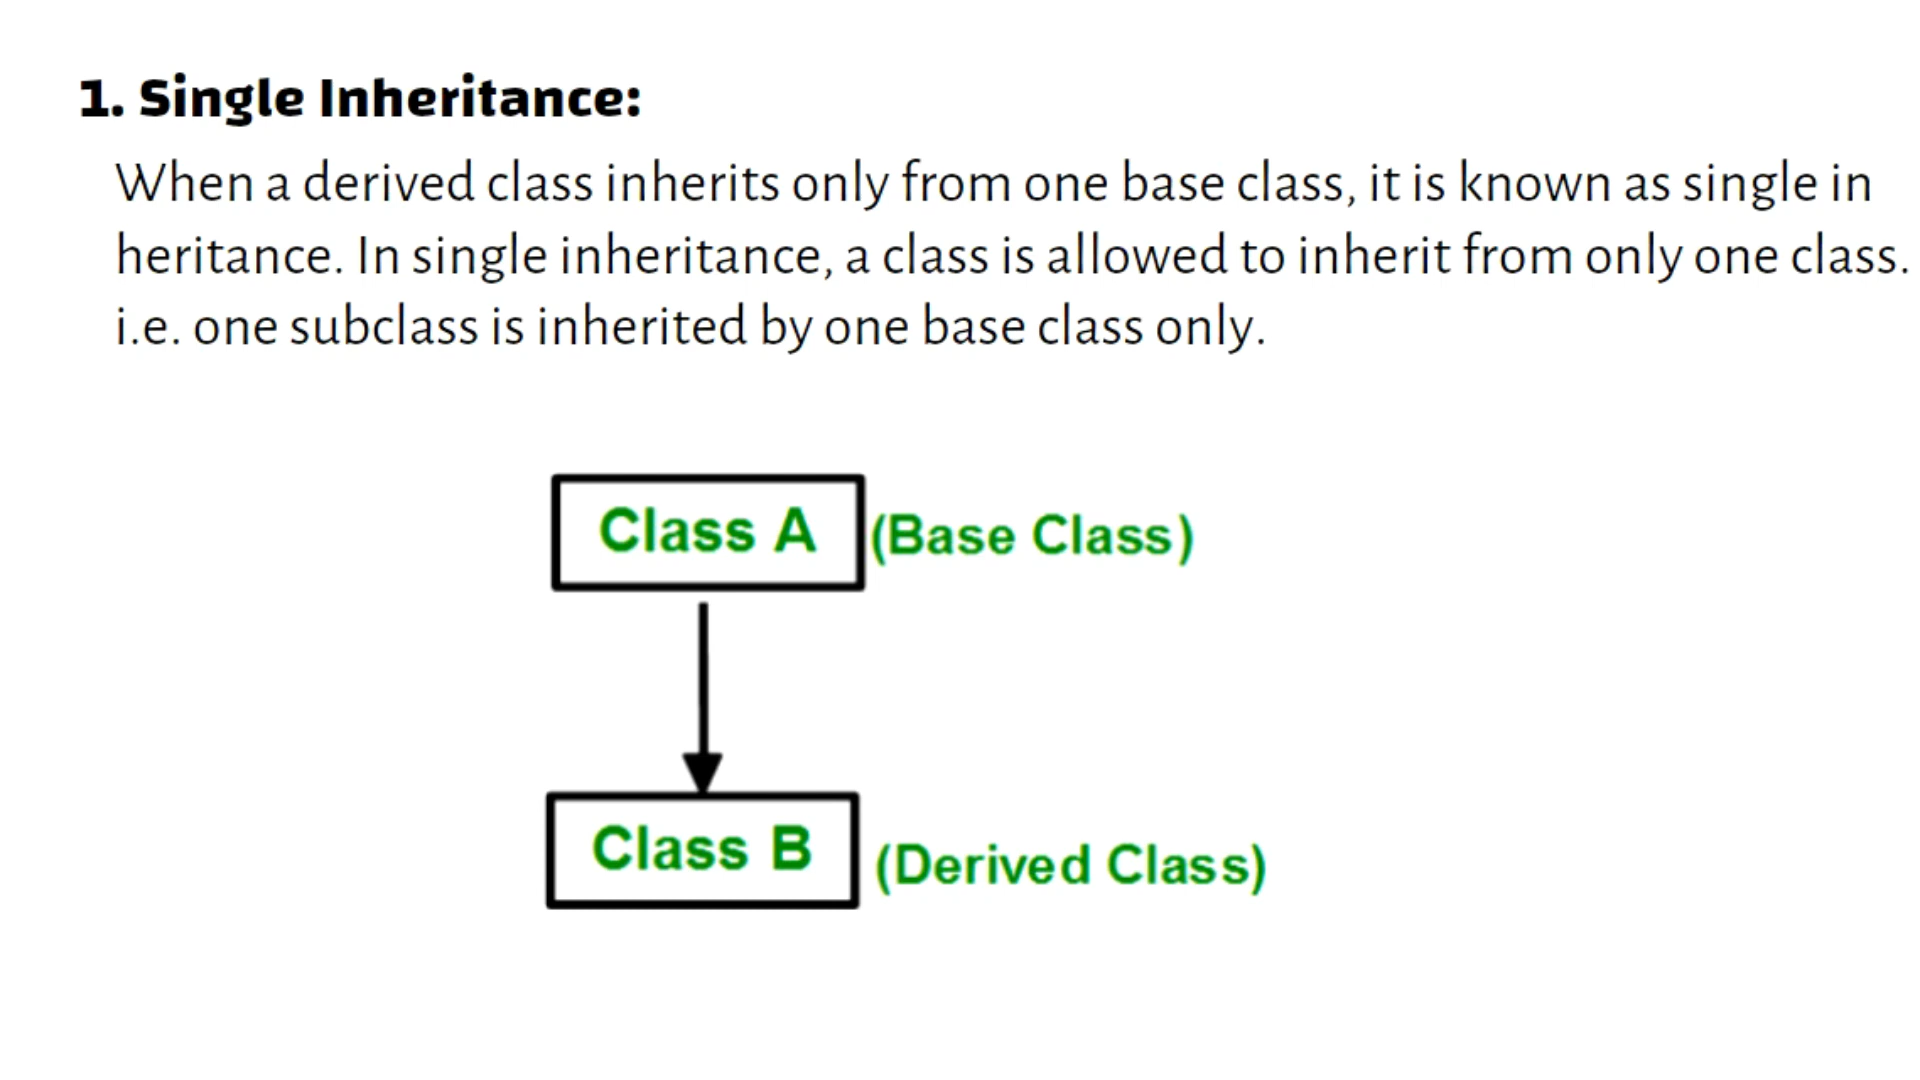 1. Single Inheritance:
When a derived class inherits only from one base class, it is known as single in
heritance. In single inheritance, a class is allowed to inherit from only one class.
i.e. one subclass is inherited by one base class only.
Class A (Base Class)
Class B (Derived Class)